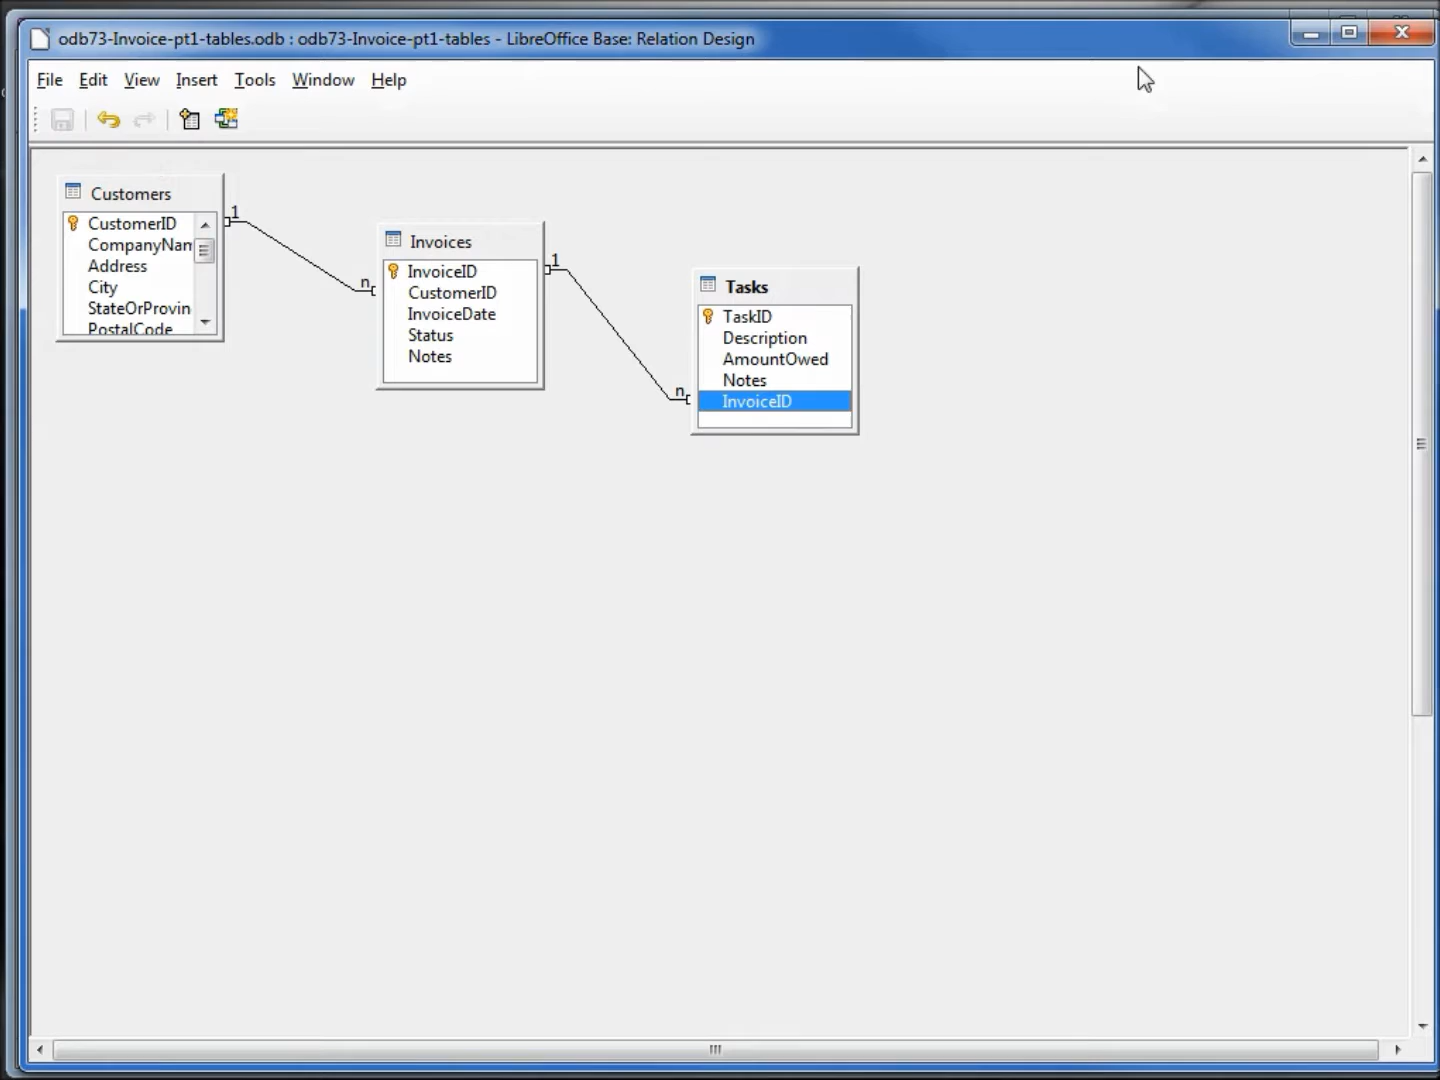 odb73-Invoice-pt1-tables.odb : odb73-Invoice-pt1-tables - LibreOffice Base: Relation Design
File Edit View Insert Tools Window Help
Customers
CustomerID
CompanyNam
Address
City
StateOrProvin
PostalCode
1
n
Invoices
InvoiceID
CustomerID
InvoiceDate
Status
Notes
1
n
Tasks
TaskID
Description
AmountOwed
Notes
InvoiceID